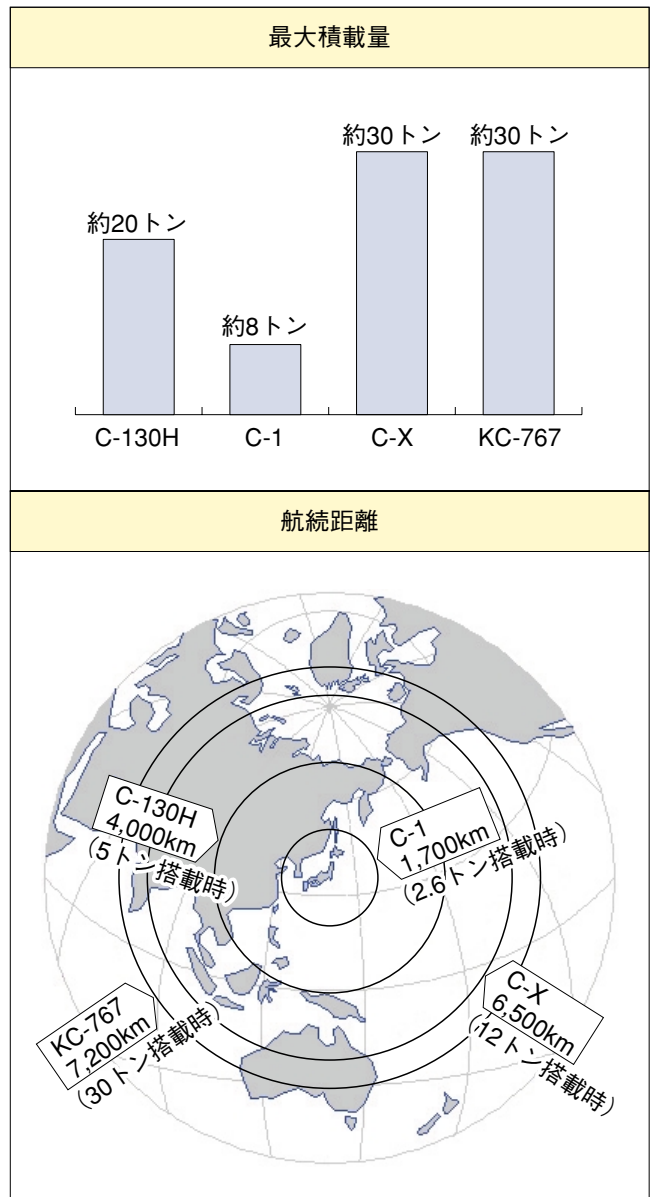 最大積載量
約20トン
約8トン
約30トン
約30トン
C-130H
C-1
C-X
KC-767
航続距離
C-130H
4,000km
(5トン搭載時)
C-1
1,700km
(2.6トン搭載時)
KC-767
7,200km
(30トン搭載時)
C-X
6,500km
(12トン搭載時)